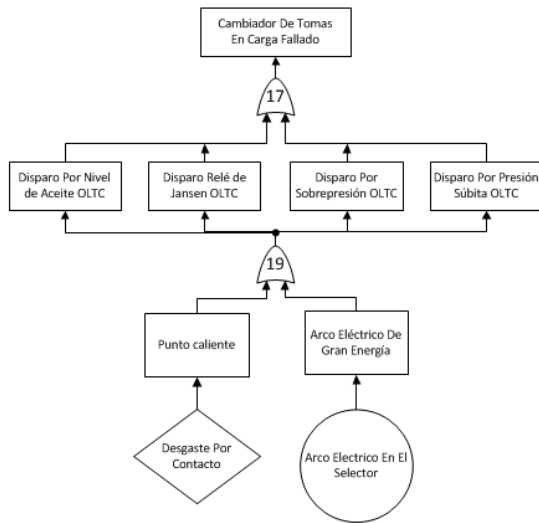 Cambiador De Tomas
En Carga Fallado
17
Disparo Por Nivel
de Aceite OLTC
Disparo Relé de
Jansen OLTC
Disparo Por
Sobrepresión OLTC
Disparo Por Presión
Súbita OLTC
19
Punto caliente
Arco Eléctrico De
Gran Energía
Desgaste Por
Contacto
Arco Electrico En El
Selector